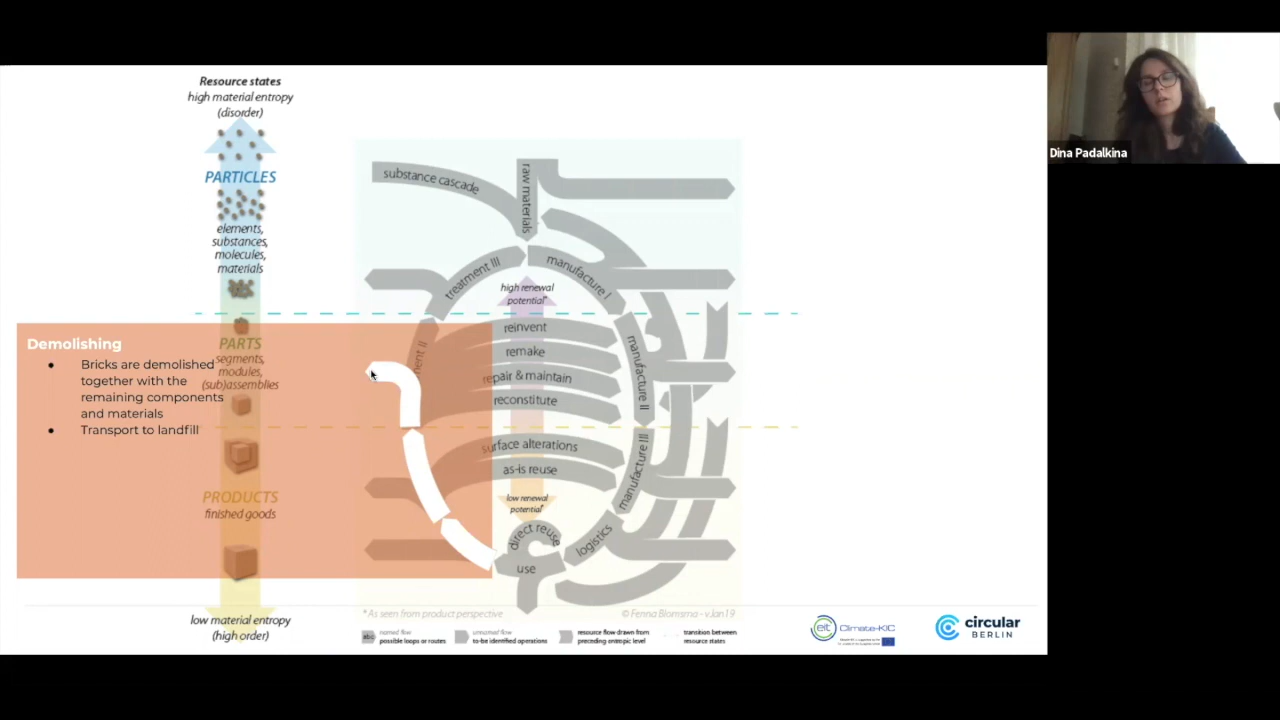 Resource states
high material entropy
(disorder)
PARTICLES
elements,
substances,
molecules,
materials
PARTS
segments,
modules,
(sub)assemblies
PRODUCTS
finished goods
low material entropy
(high order)
Demolishing
● Bricks are demolished
together with the
remaining components
and materials
● Transport to landfill
substance cascade
raw materials
treatment III
manufacture I
high renewal
potential*
reinvent
remake
repair & maintain
reconstitute
manufacture II
surface alterations
as-is reuse
manufacture III
low renewal
potential*
direct reuse
logistics
use
* As seen from product perspective
© Fenna Blomsma - v.Jan19
abc
named flow
possible loops or routes
unnamed flow
to-be identified operations
resource flow drawn from
preceding entropic level
transition between
resource states
eit Climate-KIC
circular
BERLIN
Dina Padalkina